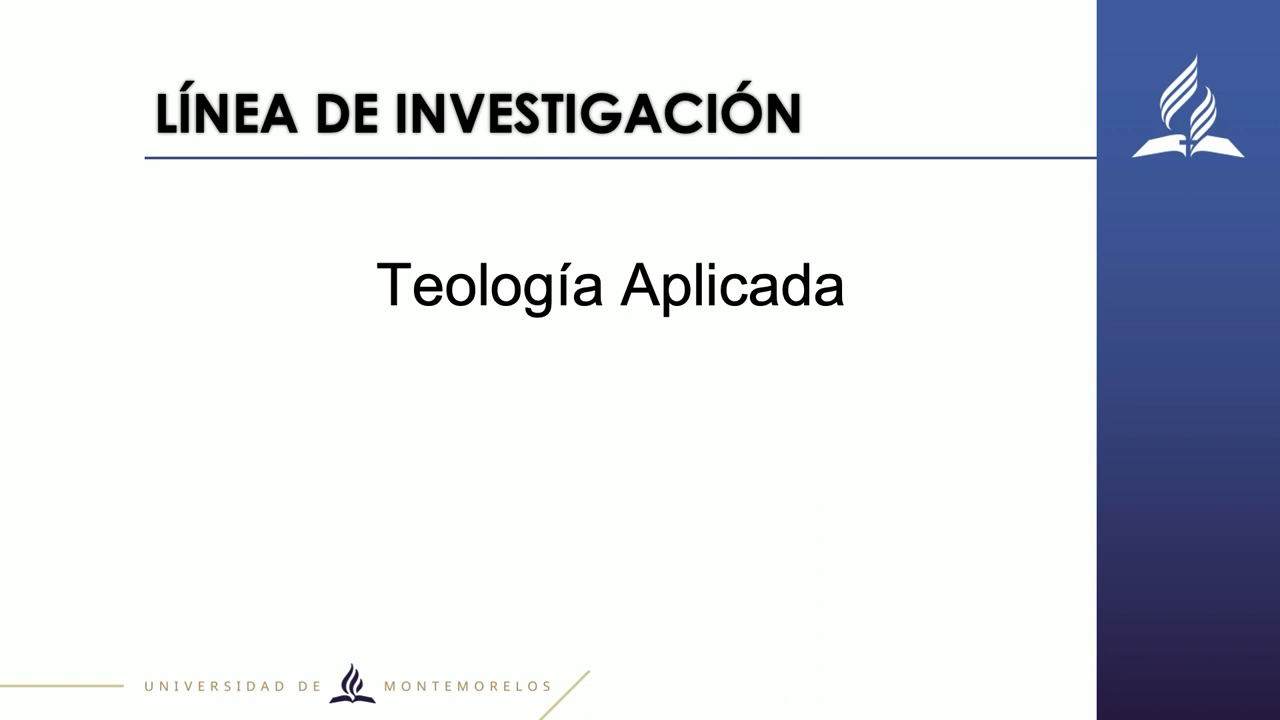 LÍNEA DE INVESTIGACIÓN
Teología Aplicada
UNIVERSIDAD DE MONTEMORELOS